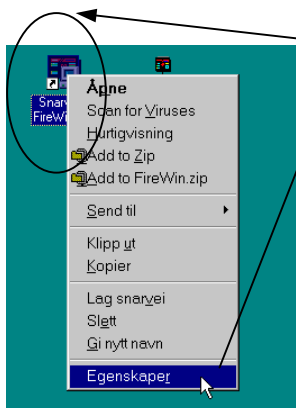 Snarv
FireWi
Åpne
Scan for Viruses
Hurtigvisning
Add to Zip
Add to FireWin.zip
Send til
Klipp ut
Kopier
Lag snarvei
Slett
Gi nytt navn
Egenskaper